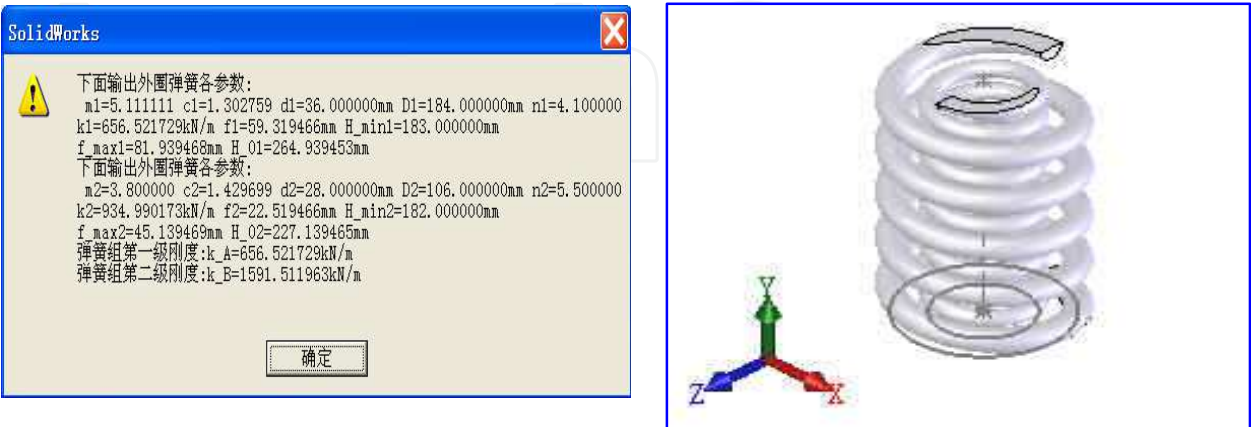 SolidWorks
下面输出外围弹簧各参数:
m1=5.111111 c1=1.302759 d1=36.000000mm D1=184.000000mm n1=4.100000
k1=656.521729kN/m f1=59.319466mm H_min1=183.000000mm
f_max1=81.939468mm H_01=264.939453mm
下面输出外围弹簧各参数:
m2=3.800000 c2=1.429699 d2=28.000000mm D2=106.000000mm n2=5.500000
k2=934.990173kN/m f2=22.519466mm H_min2=182.000000mm
f_max2=45.139469mm H_02=227.139465mm
弹簧组第一级刚度:k_A=656.521729kN/m
弹簧组第二级刚度:k_B=1591.511963kN/m
确定
Y
Z
X